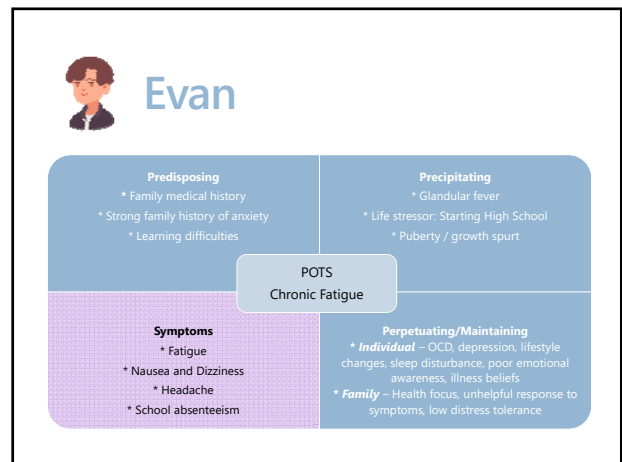 Evan
Predisposing
* Family medical history
* Strong family history of anxiety
* Learning difficulties
Precipitating
* Glandular fever
* Life stressor: Starting High School
* Puberty / growth spurt
POTS
Chronic Fatigue
Symptoms
* Fatigue
* Nausea and Dizziness
* Headache
* School absenteeism
Perpetuating/Maintaining
* Individual – OCD, depression, lifestyle
changes, sleep disturbance, poor emotional
awareness, illness beliefs
* Family – Health focus, unhelpful response to
symptoms, low distress tolerance